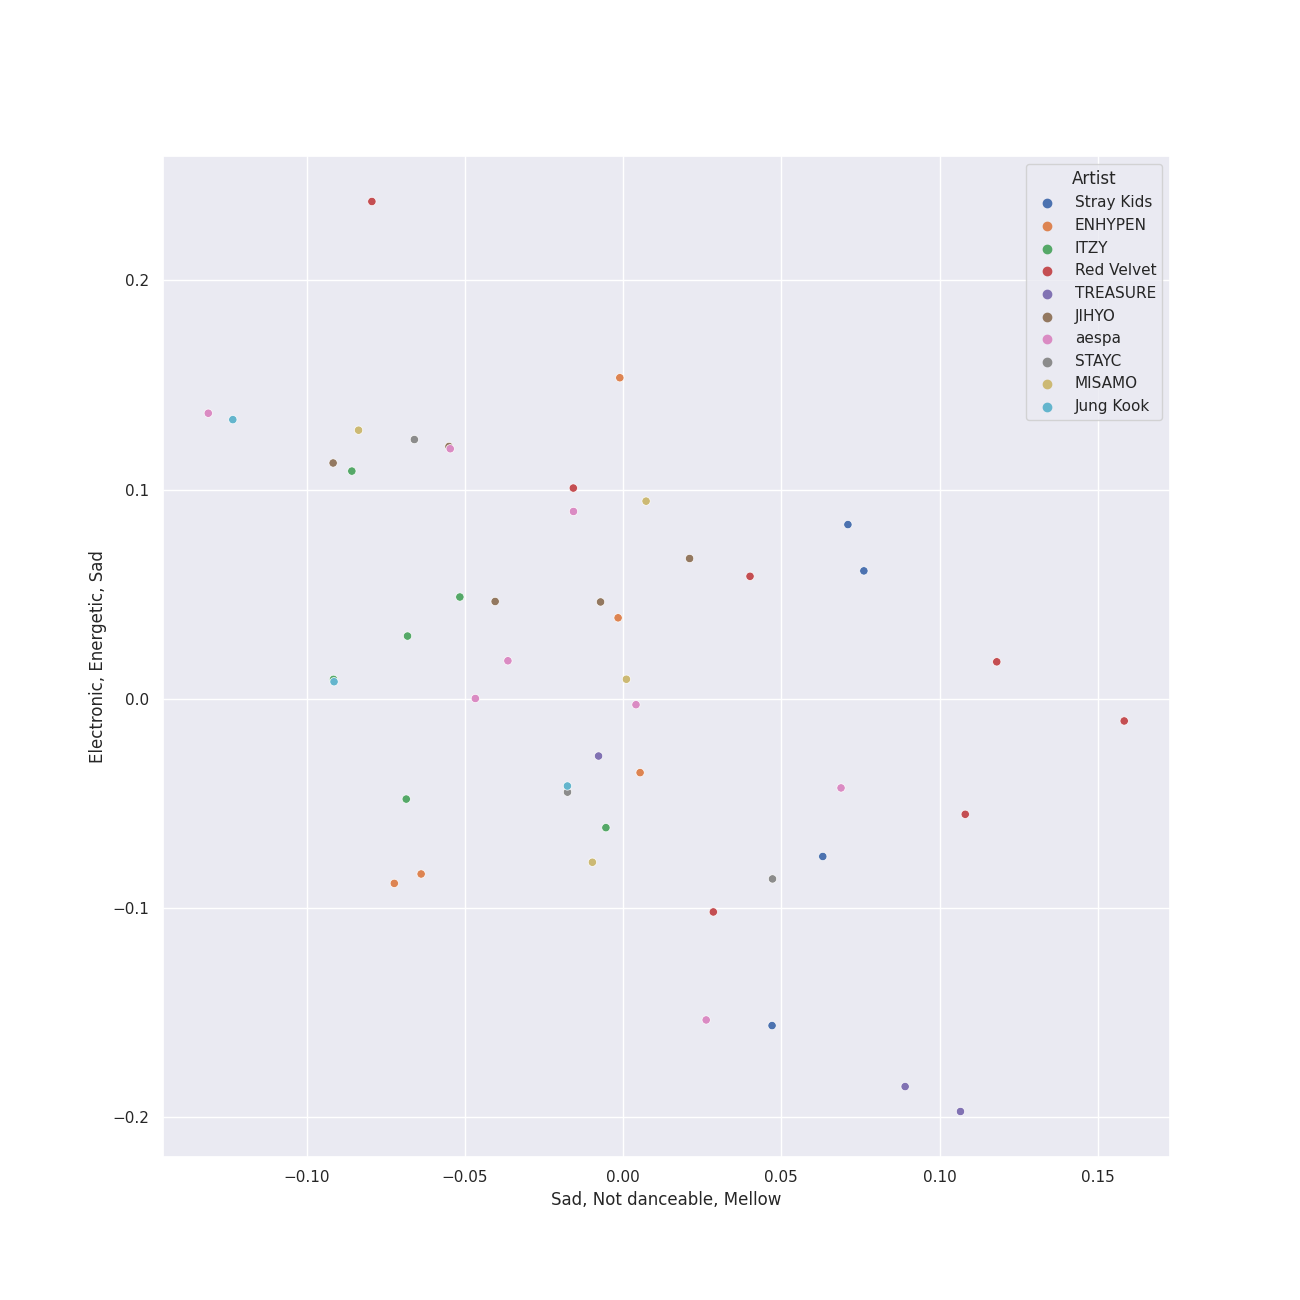 Artist
Stray Kids
ENHYPEN
ITZY
Red Velvet
TREASURE
JIHYO
aespa
STAYC
MISAMO
Jung Kook
0.2
0.1
0.0
−0.1
−0.2
Electronic, Energetic, Sad
−0.10 −0.05 0.00 0.05 0.10 0.15
Sad, Not danceable, Mellow